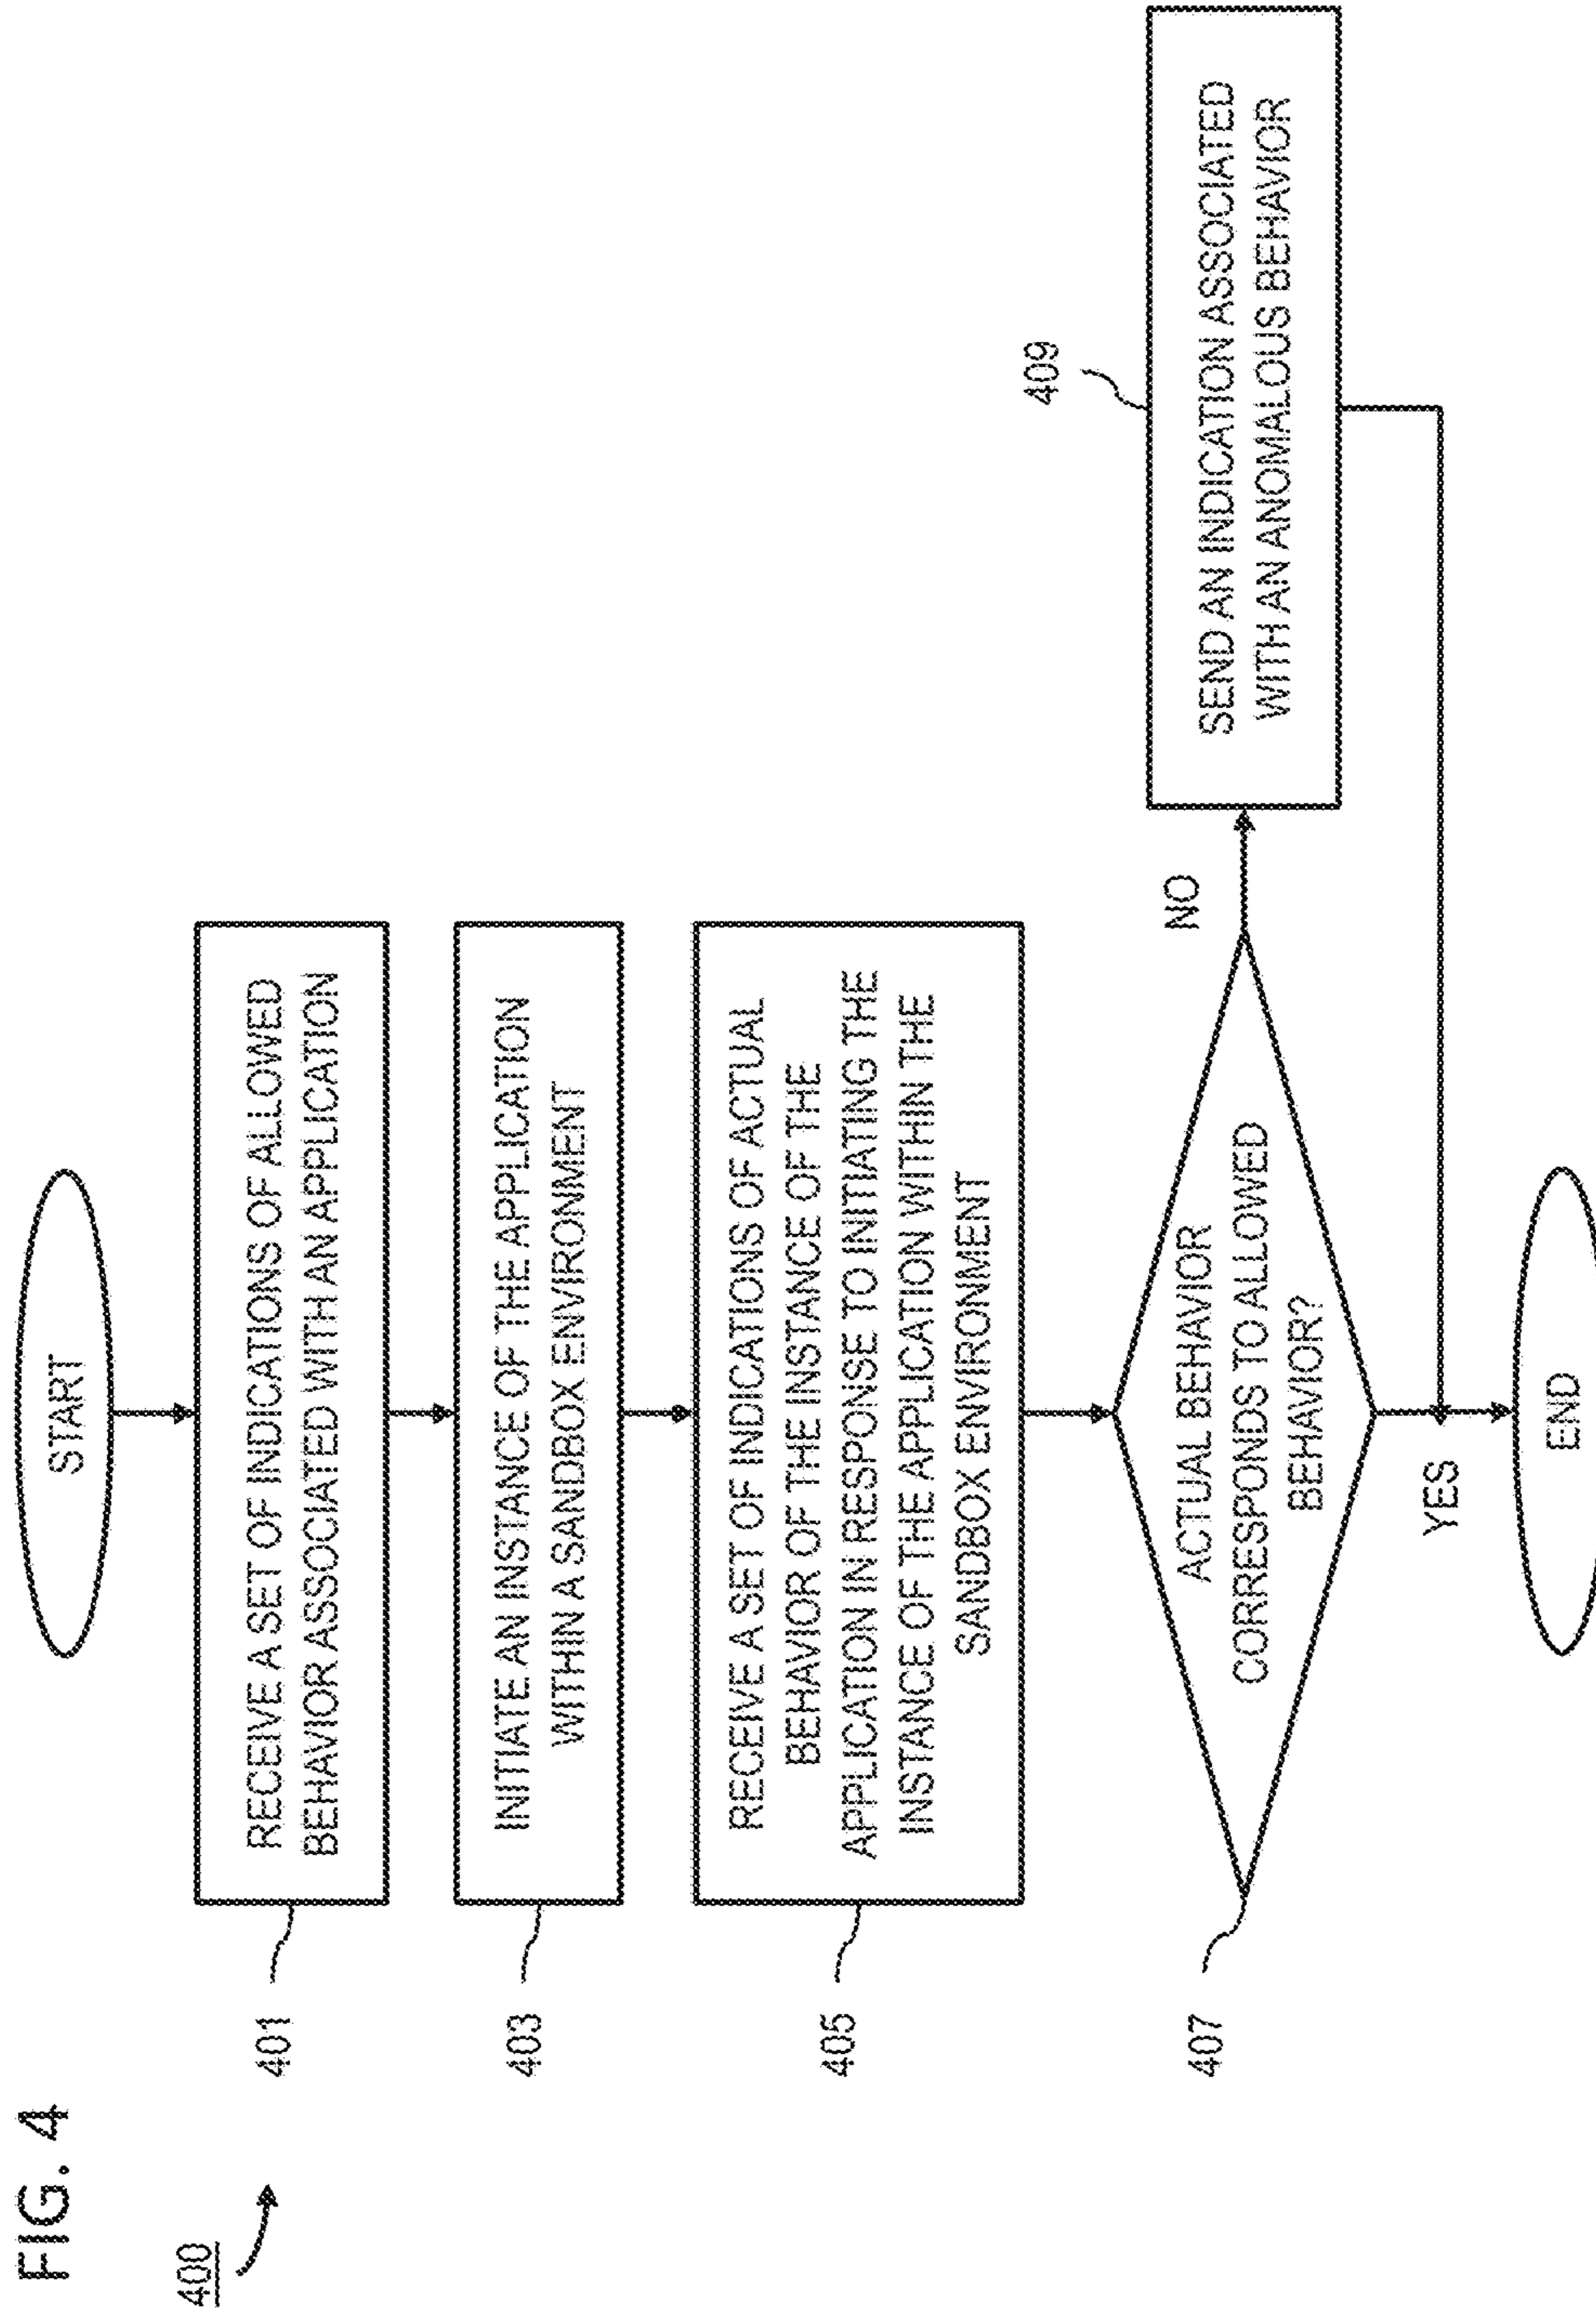 FIG. 4
400
START
401
RECEIVE A SET OF INDICATIONS OF ALLOWED
BEHAVIOR ASSOCIATED WITH AN APPLICATION
403
INITIATE AN INSTANCE OF THE APPLICATION
WITHIN A SANDBOX ENVIRONMENT
405
RECEIVE A SET OF INDICATIONS OF ACTUAL
BEHAVIOR OF THE INSTANCE OF THE
APPLICATION IN RESPONSE TO INITIATING THE
INSTANCE OF THE APPLICATION WITHIN THE
SANDBOX ENVIRONMENT
407
ACTUAL BEHAVIOR
CORRESPONDS TO ALLOWED
BEHAVIOR?
NO
409
SEND AN INDICATION ASSOCIATED
WITH AN ANOMALOUS BEHAVIOR
YES
END